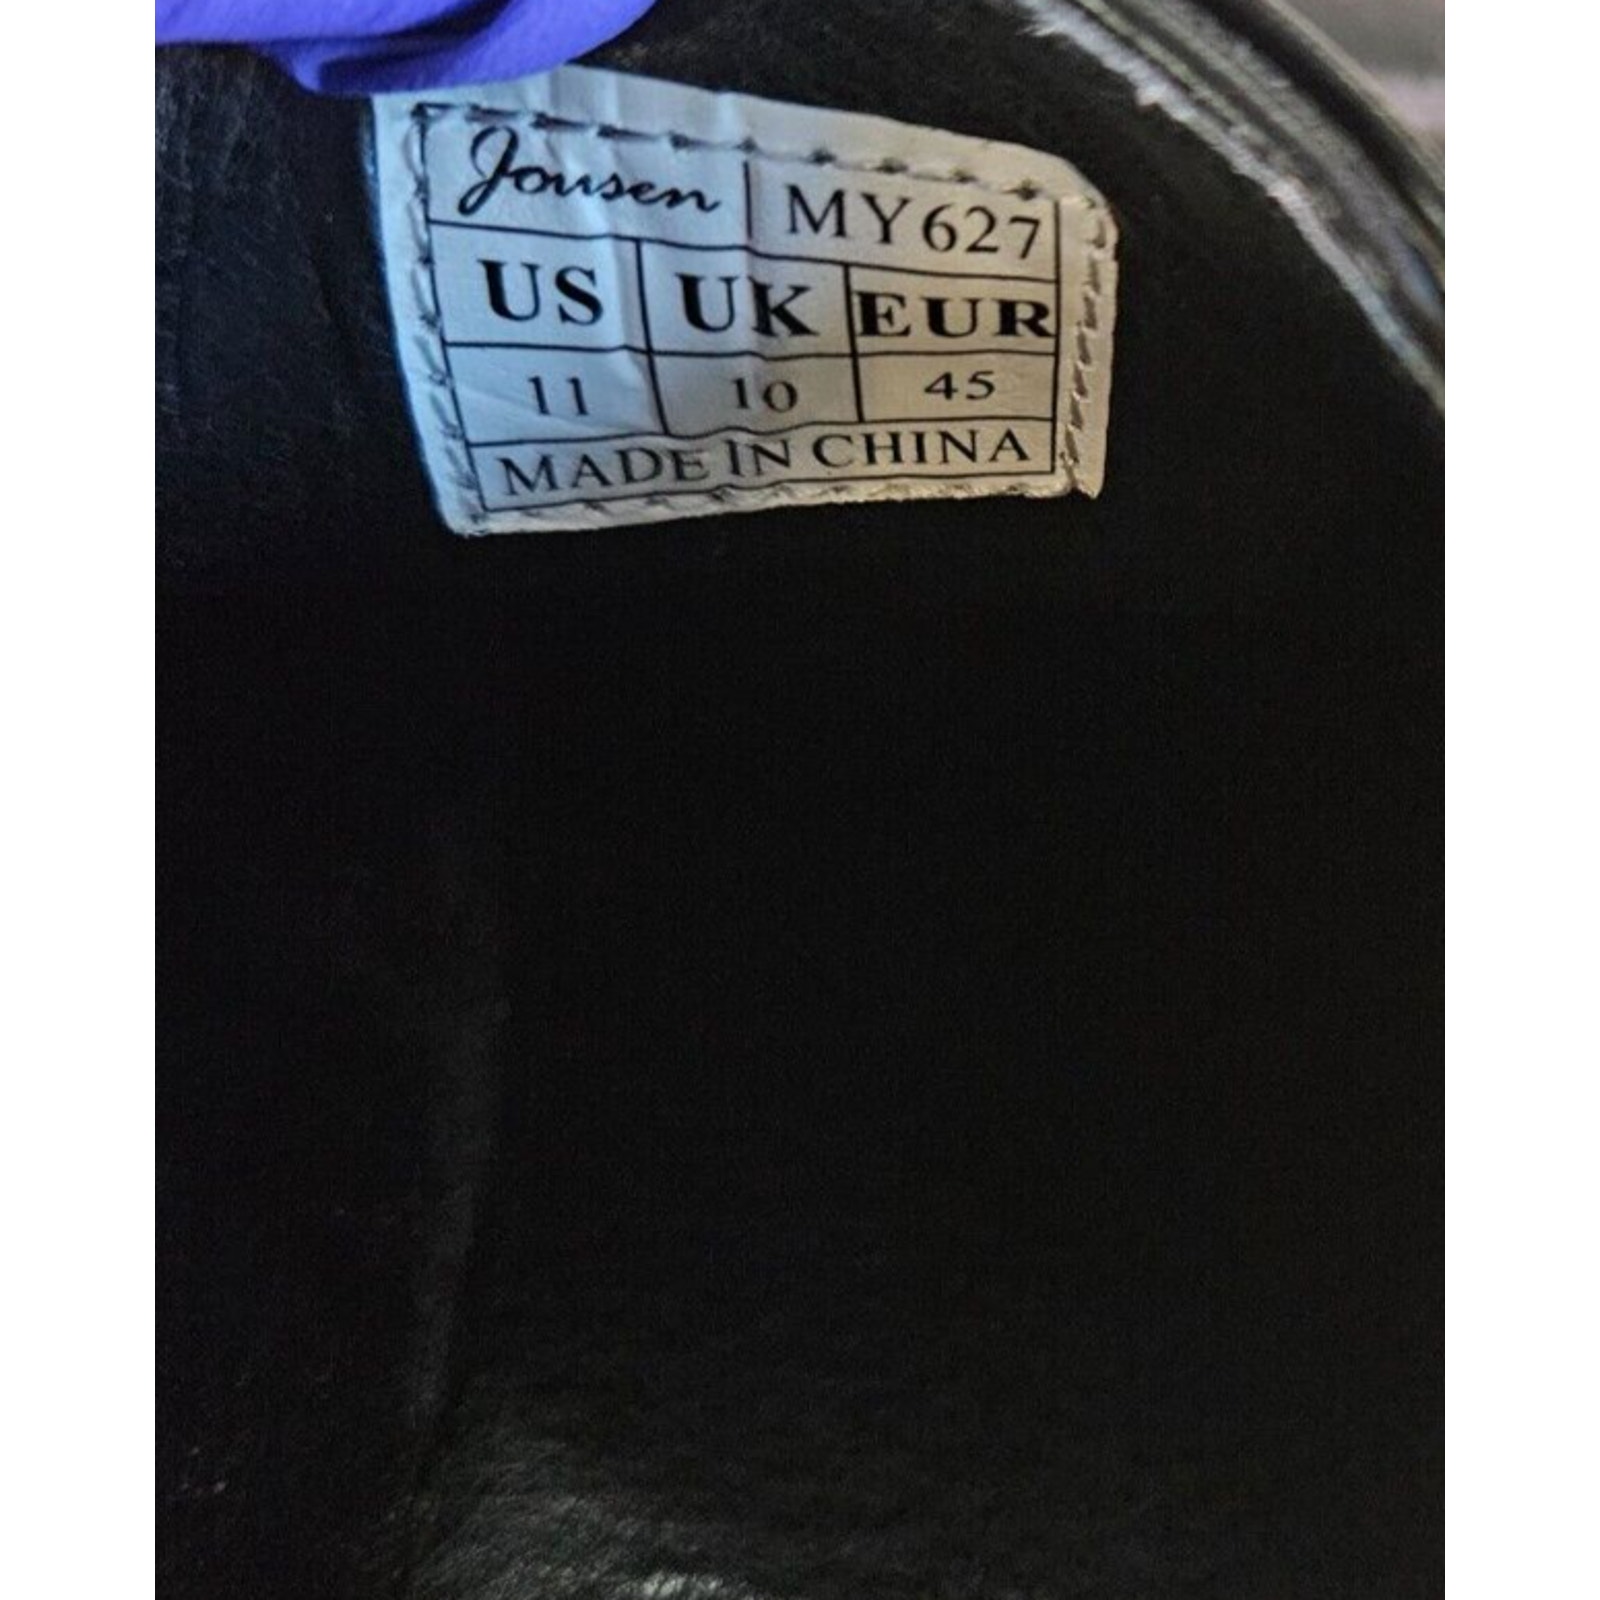 Jousen MY627
US UK EUR
11 10 45
MADE IN CHINA